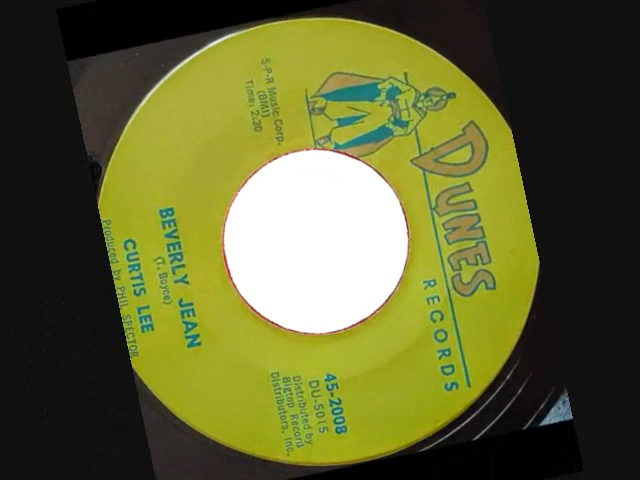 DUNES
RECORDS
S-P-R Music Corp.
(BMI)
Time: 2:30
45-2008
DU-5015
Distributed by
Bigtop Record
Distributors, Inc.
BEVERLY JEAN
(T. Boyce)
CURTIS LEE
Produced by PHIL SPECTOR